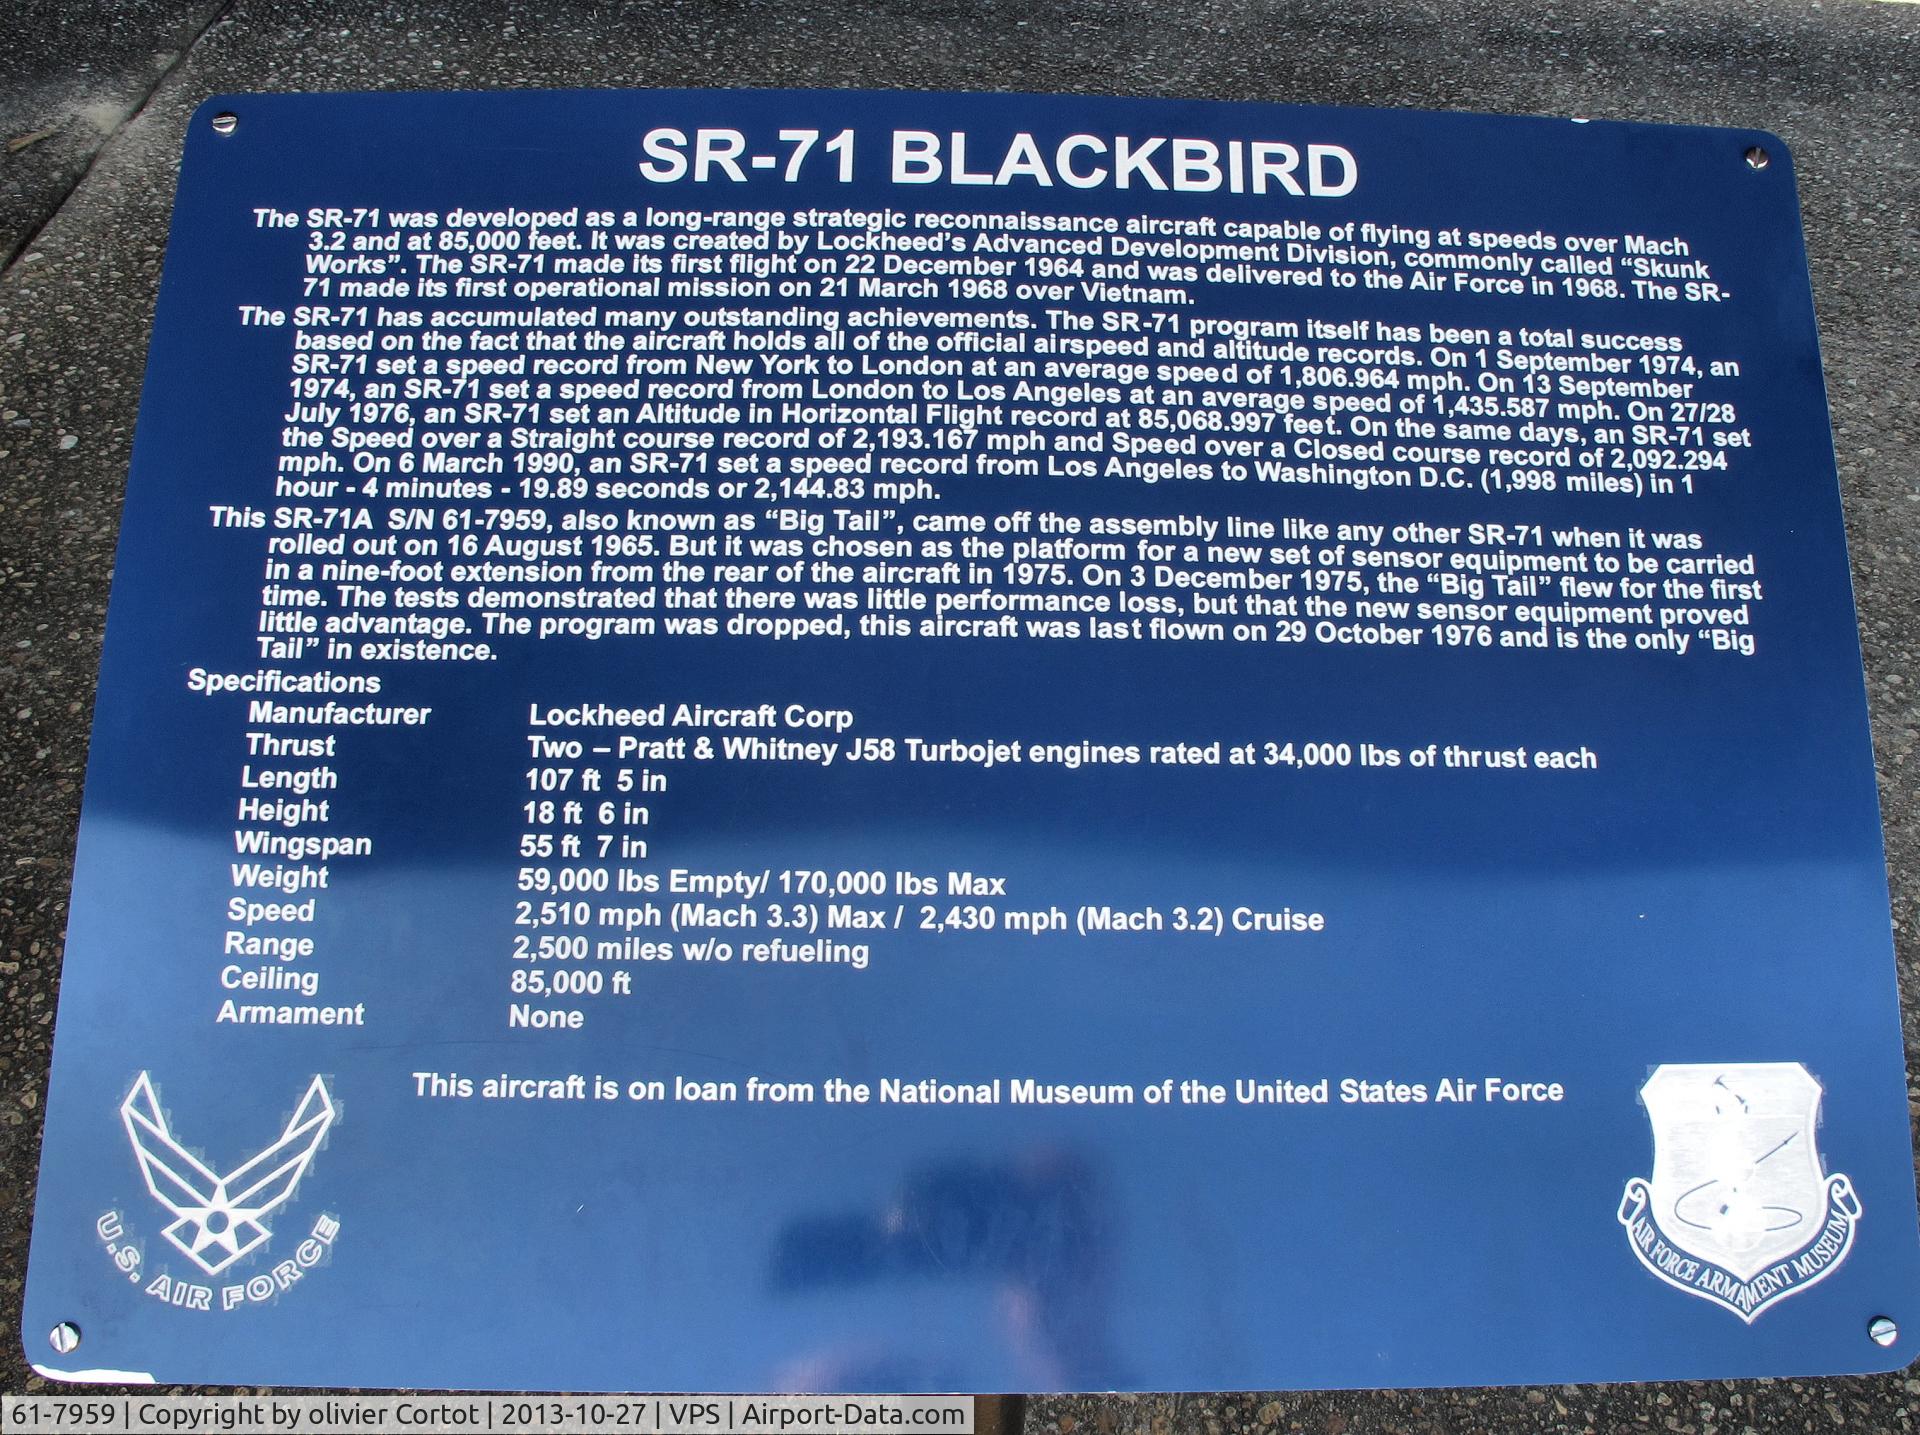 SR-71 BLACKBIRD
The SR-71 was developed as a long-range strategic reconnaissance aircraft capable of flying at speeds over Mach
3.2 and at 85,000 feet. It was created by Lockheed's Advanced Development Division, commonly called “Skunk
Works”. The SR-71 made its first flight on 22 December 1964 and was delivered to the Air Force in 1968. The SR-
71 made its first operational mission on 21 March 1968 over Vietnam.
The SR-71 has accumulated many outstanding achievements. The SR-71 program itself has been a total success
based on the fact that the aircraft holds all of the official airspeed and altitude records. On 1 September 1974, an
SR-71 set a speed record from New York to London at an average speed of 1,806.964 mph. On 13 September
1974, an SR-71 set a speed record from London to Los Angeles at an average speed of 1,435.587 mph. On 27/28
July 1976, an SR-71 set an Altitude in Horizontal Flight record at 85,068.997 feet. On the same days, an SR-71 set
the Speed over a Straight course record of 2,193.167 mph and Speed over a Closed course record of 2,092.294
mph. On 6 March 1990, an SR-71 set a speed record from Los Angeles to Washington D.C. (1,998 miles) in 1
hour - 4 minutes - 19.89 seconds or 2,144.83 mph.
This SR-71A S/N 61-7959, also known as “Big Tail”, came off the assembly line like any other SR-71 when it was
rolled out on 16 August 1965. But it was chosen as the platform for a new set of sensor equipment to be carried
in a nine-foot extension from the rear of the aircraft in 1975. On 3 December 1975, the “Big Tail” flew for the first
time. The tests demonstrated that there was little performance loss, but that the new sensor equipment proved
little advantage. The program was dropped, this aircraft was last flown on 29 October 1976 and is the only “Big
Tail” in existence.
Specifications
Manufacturer Lockheed Aircraft Corp
Thrust Two – Pratt & Whitney J58 Turbojet engines rated at 34,000 lbs of thrust each
Length 107 ft 5 in
Height 18 ft 6 in
Wingspan 55 ft 7 in
Weight 59,000 lbs Empty/ 170,000 lbs Max
Speed 2,510 mph (Mach 3.3) Max / 2,430 mph (Mach 3.2) Cruise
Range 2,500 miles w/o refueling
Ceiling 85,000 ft
Armament None
This aircraft is on loan from the National Museum of the United States Air Force
U.S. AIR FORCE
AIR FORCE ARMAMENT MUSEUM
61-7959 | Copyright by olivier Cortot | 2013-10-27 | VPS | Airport-Data.com